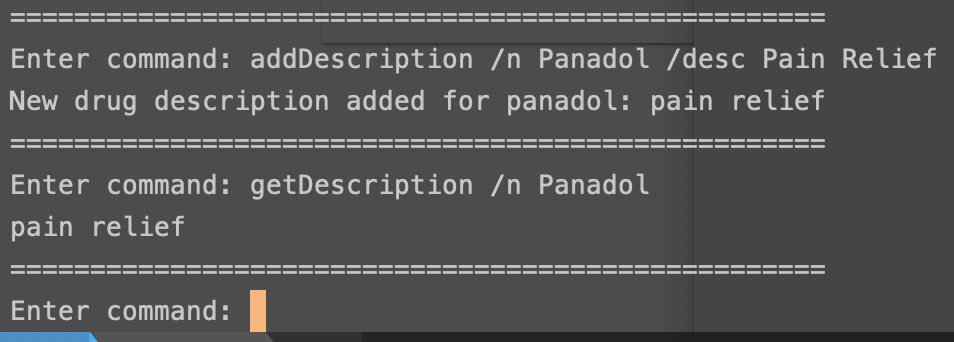 ===================================================
Enter command: addDescription /n Panadol /desc Pain Relief
New drug description added for panadol: pain relief
===================================================
Enter command: getDescription /n Panadol
pain relief
===================================================
Enter command: